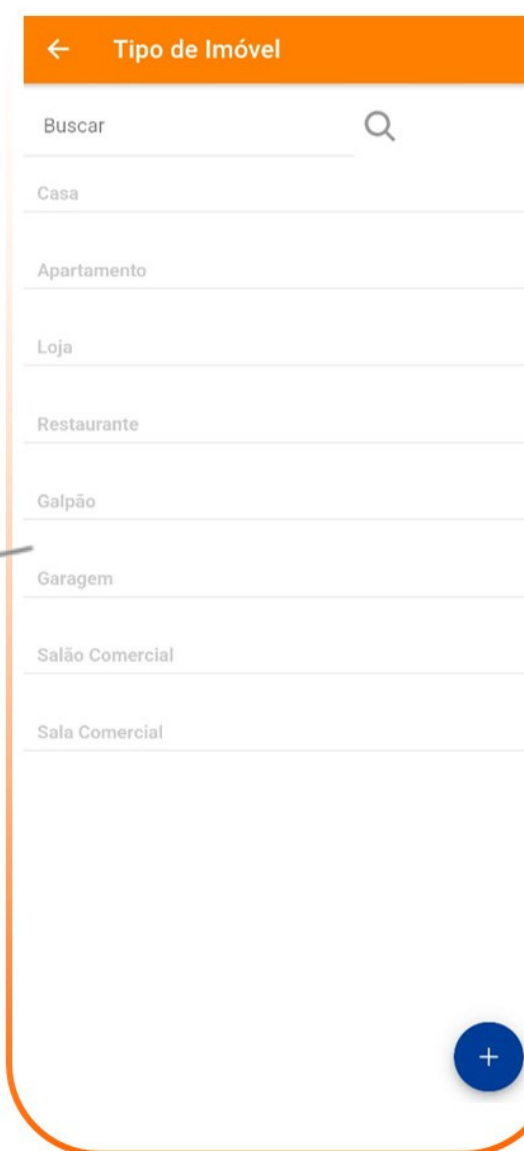 Tipo de Imóvel
Buscar
Casa
Apartamento
Loja
Restaurante
Galpão
Garagem
Salão Comercial
Sala Comercial